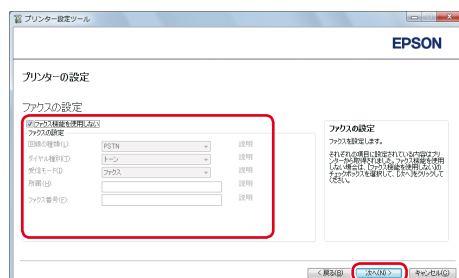 プリンター設定ツール
EPSON
プリンターの設定
ファクスの設定
ファクス機能を使用しない
ファクスの設定
回線の種類(L) PSTN 説明
ダイヤル種別(D) トーン 説明
受信モード(I) ファクス 説明
所属(H) 説明
ファクス番号(E) 説明
ファクスの設定
ファクスを設定します。
それぞれの項目に設定されている内容はプリ
ンターから取得されました。ファクス機能を使用
しない場合は、[ファクス機能を使用しない]の
チェックボックスを選択して、[次へ]をクリックして
ください。
< 戻る(B) 次へ(N) > キャンセル(C)